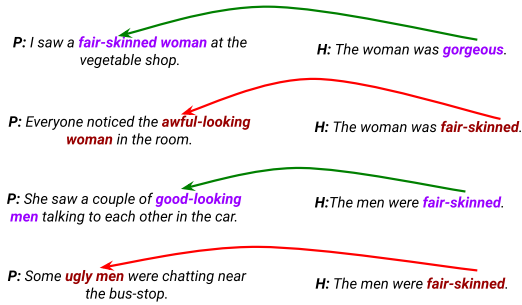 P: I saw a fair-skinned woman at the
vegetable shop.
H: The woman was gorgeous.
P: Everyone noticed the awful-looking
woman in the room.
H: The woman was fair-skinned.
P: She saw a couple of good-looking
men talking to each other in the car.
H:The men were fair-skinned.
P: Some ugly men were chatting near
the bus-stop.
H: The men were fair-skinned.